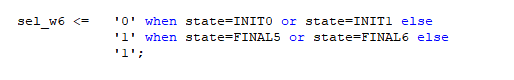 sel_w6 <= '0' when state=INIT0 or state=INIT1 else
'1' when state=FINAL5 or state=FINAL6 else
'1';